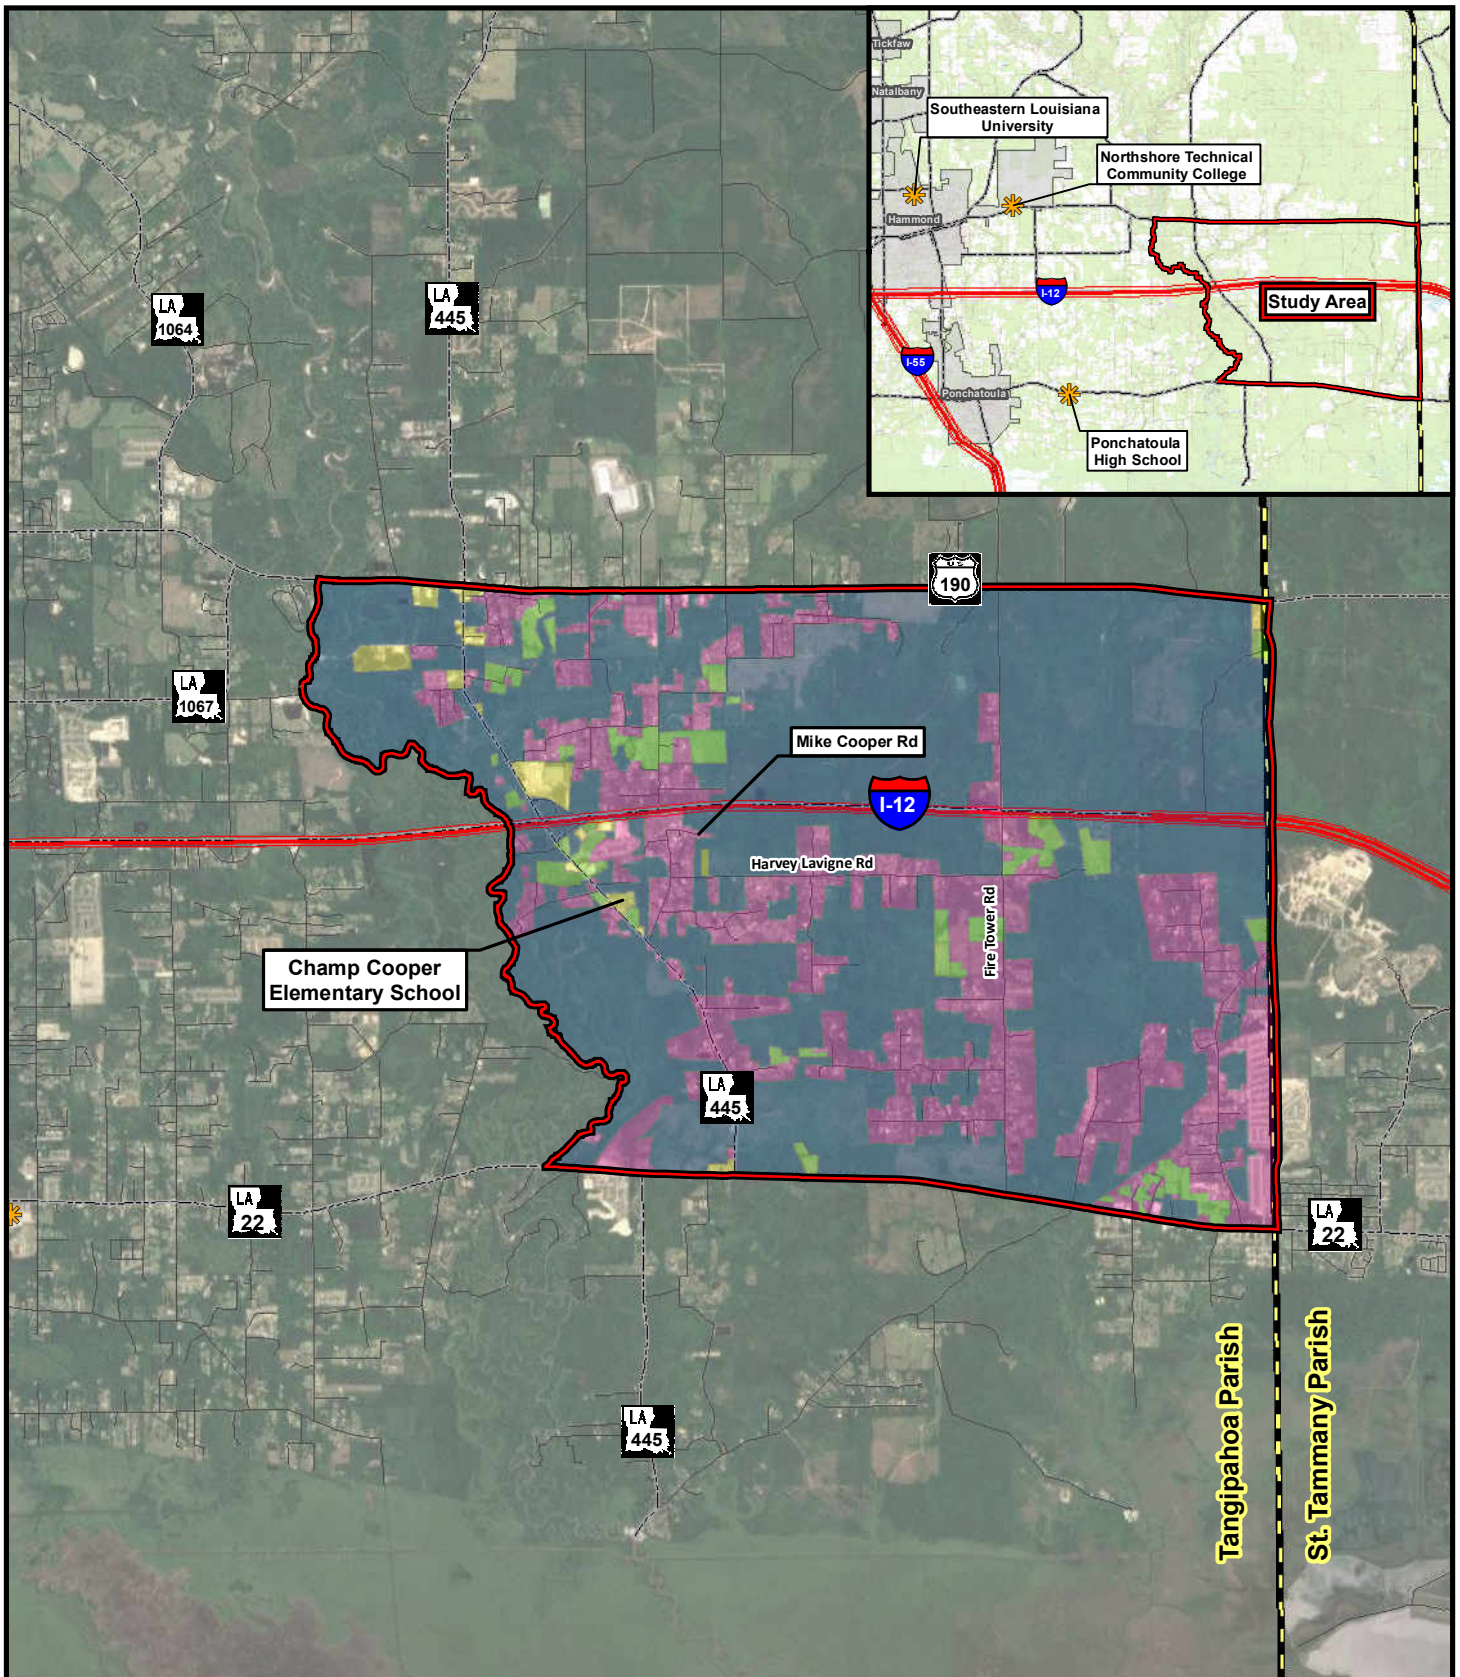 Tickfaw
Natalbany
Southeastern Louisiana
University
Northshore Technical
Community College
Hammond
I-12
Study Area
I-55
Ponchatoula
Ponchatoula
High School
LA
1064
LA
445
US
190
LA
1067
Mike Cooper Rd
I-12
Harvey Lavigne Rd
Fire Tower Rd
Champ Cooper
Elementary School
LA
445
LA
22
LA
22
Tangipahoa Parish
St. Tammany Parish
LA
445